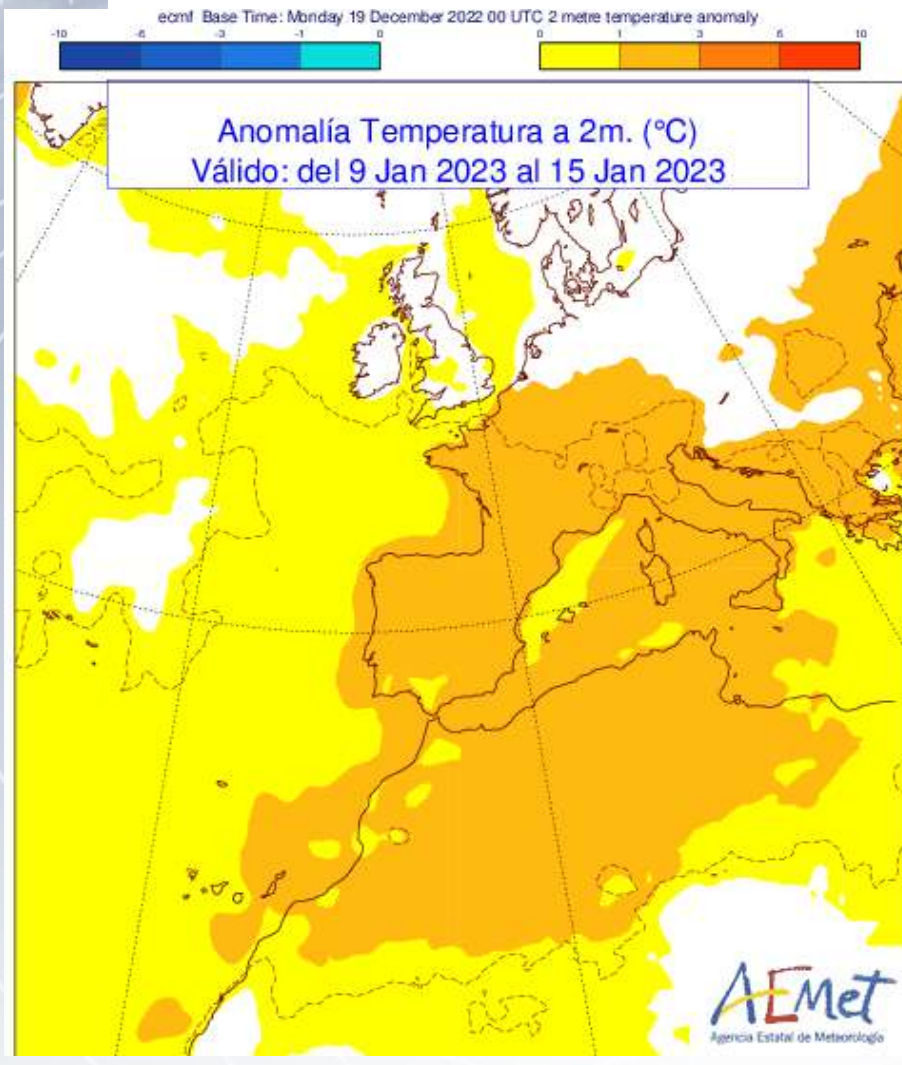 ecmf Base Time: Monday 19 December 2022 00 UTC 2 metre temperature anomaly
-10 -6 -3 -1 0 0 1 3 6 10
Anomalía Temperatura a 2m. (°C)
Válido: del 9 Jan 2023 al 15 Jan 2023
AEMet
Agencia Estatal de Meteorología